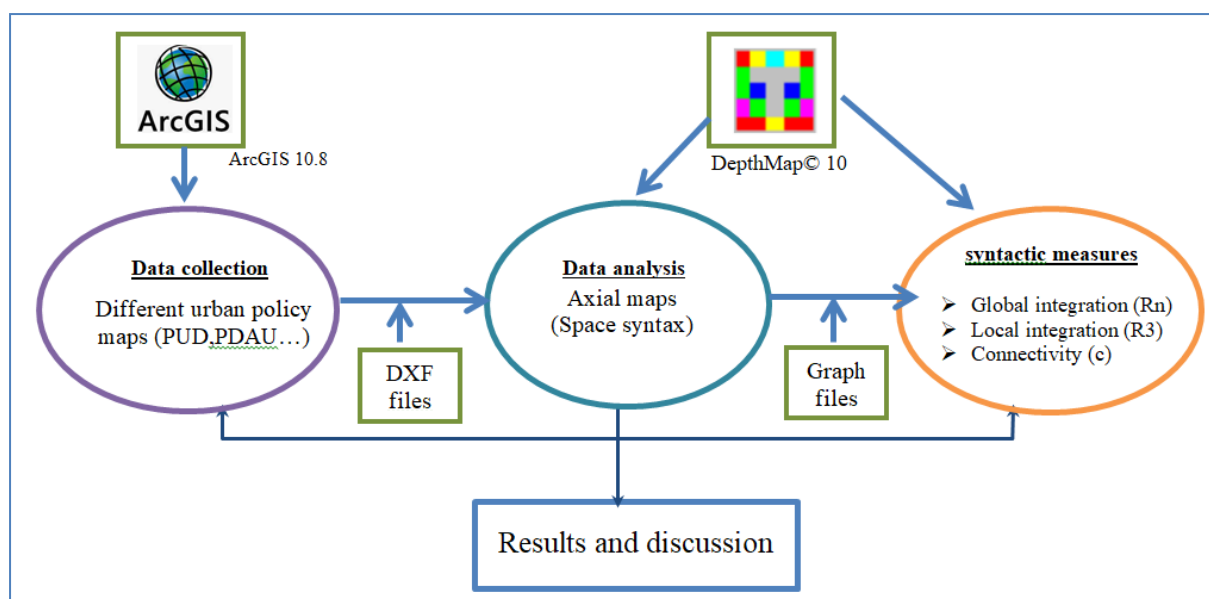 ArcGIS
ArcGIS 10.8
DepthMap© 10
Data collection
Different urban policy
maps (PUD,PDAU…)
DXF
files
Data analysis
Axial maps
(Space syntax)
Graph
files
syntactic measures
➢ Global integration (Rn)
➢ Local integration (R3)
➢ Connectivity (c)
Results and discussion